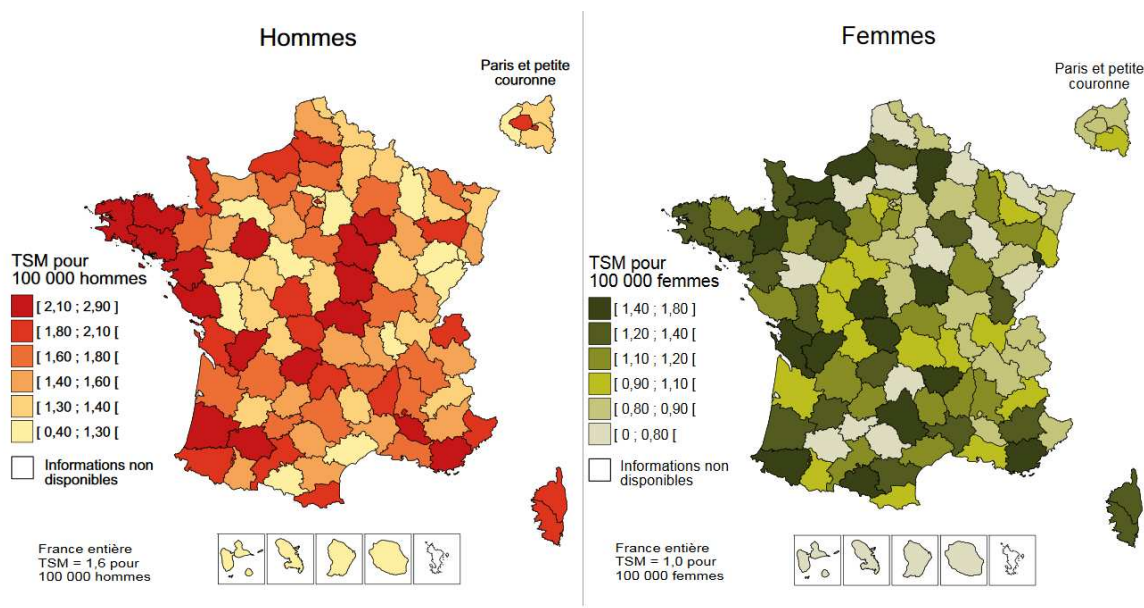 Hommes
Paris et petite
couronne
TSM pour
100 000 hommes
[ 2,10 ; 2,90 ]
[ 1,80 ; 2,10 [
[ 1,60 ; 1,80 [
[ 1,40 ; 1,60 [
[ 1,30 ; 1,40 [
[ 0,40 ; 1,30 [
Informations non
disponibles
France entière
TSM = 1,6 pour
100 000 hommes
Femmes
Paris et petite
couronne
TSM pour
100 000 femmes
[ 1,40 ; 1,80 ]
[ 1,20 ; 1,40 [
[ 1,10 ; 1,20 [
[ 0,90 ; 1,10 [
[ 0,80 ; 0,90 [
[ 0 ; 0,80 [
Informations non
disponibles
France entière
TSM = 1,0 pour
100 000 femmes